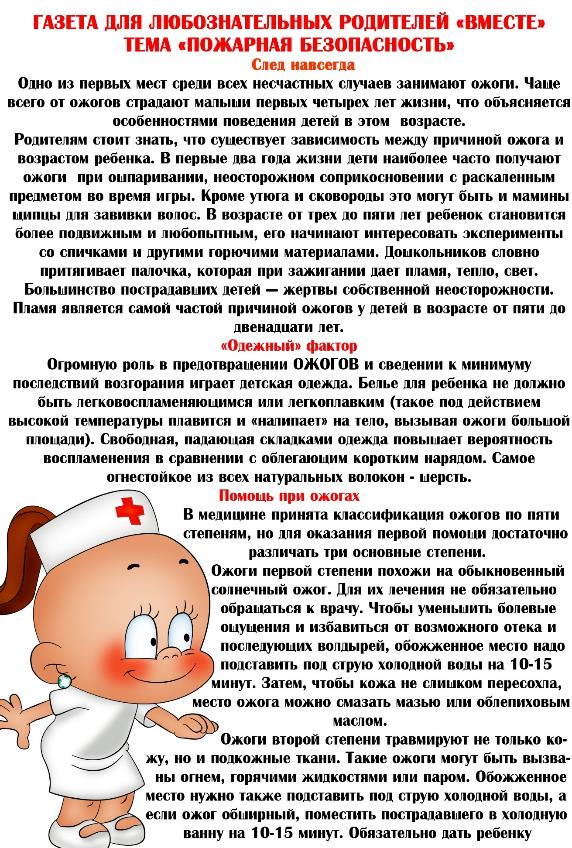 ГАЗЕТА ДЛЯ ЛЮБОЗНАТЕЛЬНЫХ РОДИТЕЛЕЙ «ВМЕСТЕ»
ТЕМА «ПОЖАРНАЯ БЕЗОПАСНОСТЬ»
След навсегда
Одно из первых мест среди всех несчастных случаев занимают ожоги. Чаще
всего от ожогов страдают малыши первых четырех лет жизни, что объясняется
особенностями поведения детей в этом возрасте.
Родителям стоит знать, что существует зависимость между причиной ожога и
возрастом ребенка. В первые два года жизни дети наиболее часто получают
ожоги при ошпаривании, неосторожном соприкосновении с раскаленным
предметом во время игры. Кроме утюга и сковороды это могут быть и мамины
щипцы для завивки волос. В возрасте от трех до пяти лет ребенок становится
более подвижным и любопытным, его начинают интересовать эксперименты
со спичками и другими горючими материалами. Дошкольников словно
притягивает палочка, которая при зажигании дает пламя, тепло, свет.
Большинство пострадавших детей — жертвы собственной неосторожности.
Пламя является самой частой причиной ожогов у детей в возрасте от пяти до
двенадцати лет.
«Одежный» фактор
Огромную роль в предотвращении ОЖОГОВ и сведении к минимуму
последствий возгорания играет детская одежда. Белье для ребенка не должно
быть легковоспламеняющимся или легкоплавким (такое под действием
высокой температуры плавится и «налипает» на тело, вызывая ожоги большой
площади). Свободная, падающая складками одежда повышает вероятность
воспламенения в сравнении с облегающим коротким нарядом. Самое
огнестойкое из всех натуральных волокон - шерсть.
Помощь при ожогах
В медицине принята классификация ожогов по пяти
степеням, но для оказания первой помощи достаточно
различать три основные степени.
Ожоги первой степени похожи на обыкновенный
солнечный ожог. Для их лечения не обязательно
обращаться к врачу. Чтобы уменьшить болевые
ощущения и избавиться от возможного отека и
последующих волдырей, обожженное место надо
подставить под струю холодной воды на 10-15
минут. Затем, чтобы кожа не слишком пересохла,
место ожога можно смазать мазью или облепиховым
маслом.
Ожоги второй степени травмируют не только ко-
жу, но и подкожные ткани. Такие ожоги могут быть вызва-
ны огнем, горячими жидкостями или паром. Обожженное
место нужно также подставить под струю холодной воды, а
если ожог обширный, поместить пострадавшего в холодную
ванну на 10-15 минут. Обязательно дать ребенку